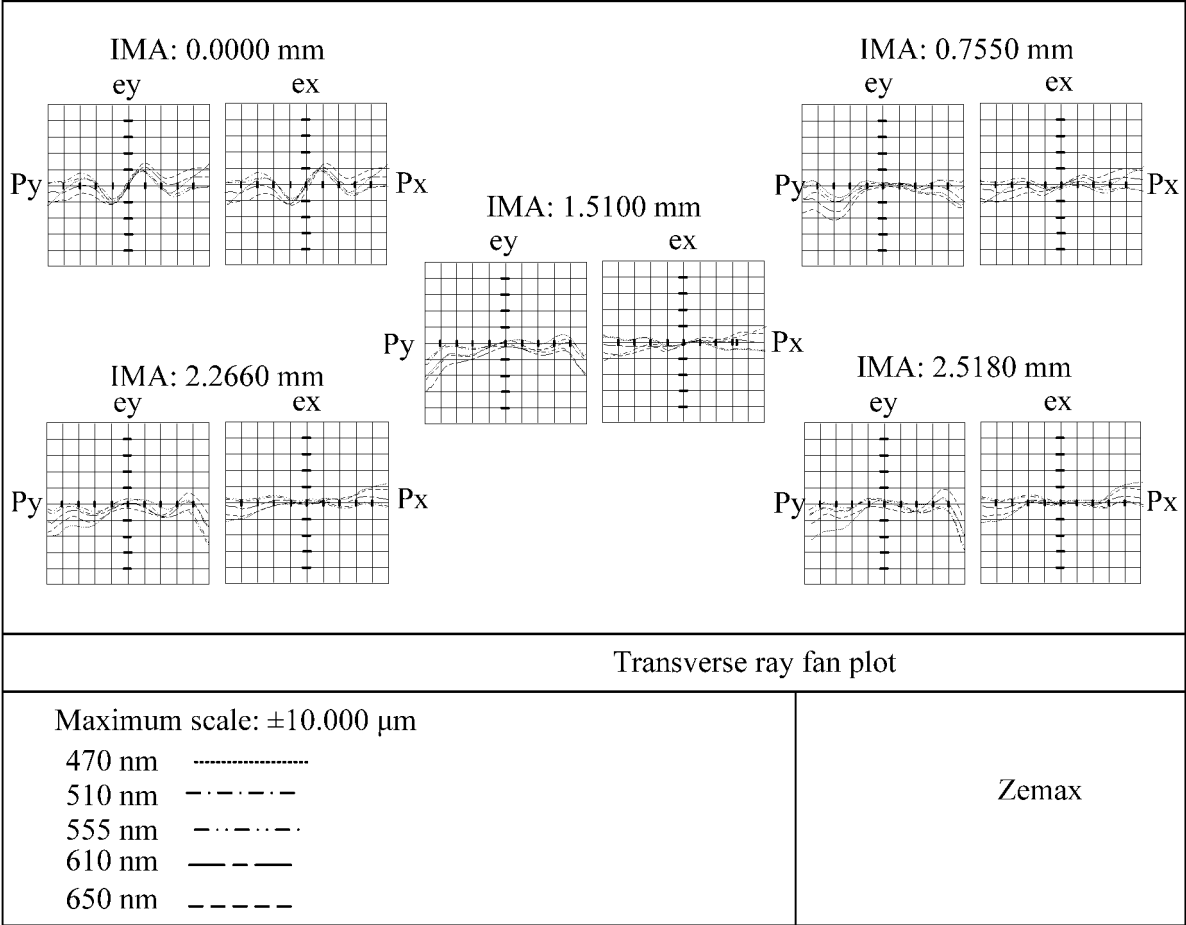 IMA: 0.0000 mm
ey ex
Py Px
IMA: 0.7550 mm
ey ex
Py Px
IMA: 1.5100 mm
ey ex
Py Px
IMA: 2.2660 mm
ey ex
Py Px
IMA: 2.5180 mm
ey ex
Py Px
Transverse ray fan plot
Maximum scale: ±10.000 μm
470 nm
510 nm
555 nm
610 nm
650 nm
Zemax